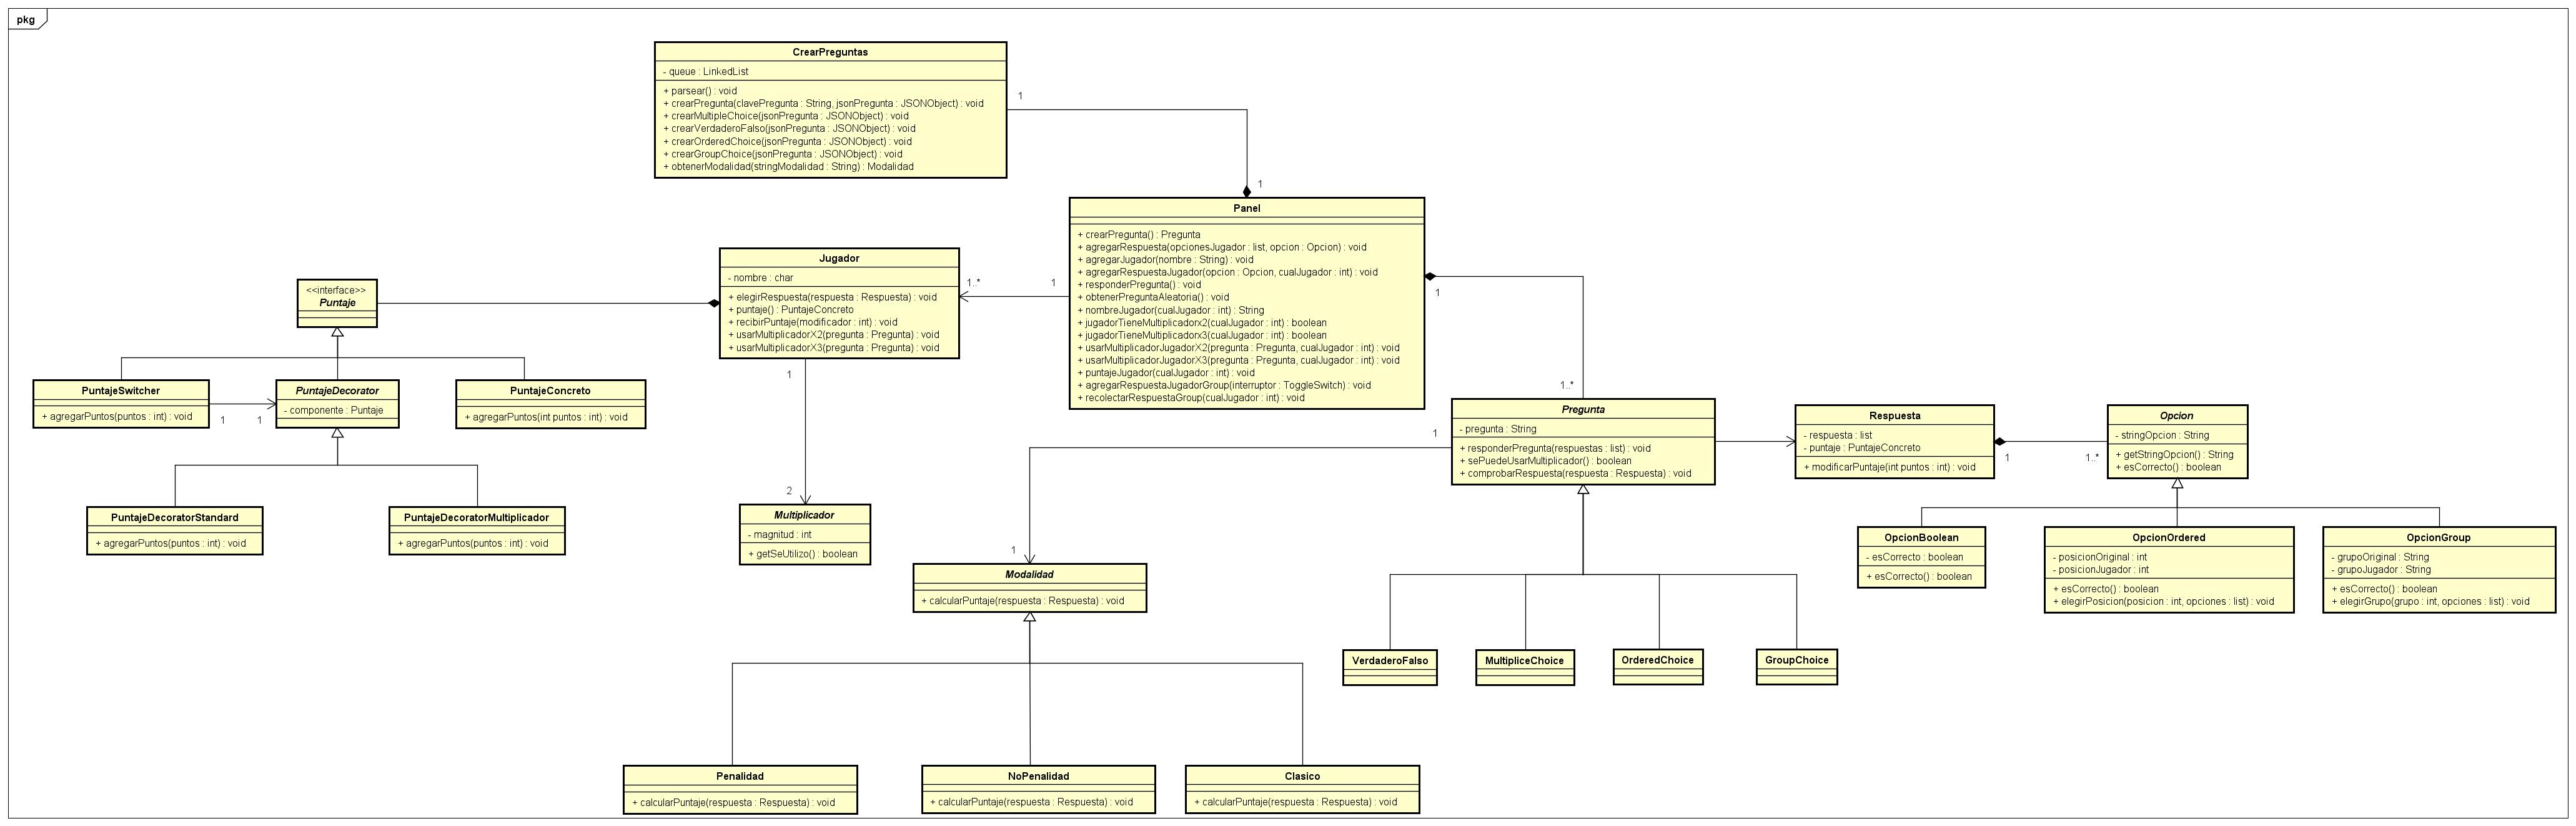 pkg
CrearPreguntas
- queue : LinkedList
+ parsear() : void
+ crearPregunta(clavePregunta : String, jsonPregunta : JSONObject) : void
+ crearMultipleChoice(jsonPregunta : JSONObject) : void
+ crearVerdaderoFalso(jsonPregunta : JSONObject) : void
+ crearOrderedChoice(jsonPregunta : JSONObject) : void
+ crearGroupChoice(jsonPregunta : JSONObject) : void
+ obtenerModalidad(stringModalidad : String) : Modalidad
1
1
Panel
+ crearPregunta() : Pregunta
+ agregarRespuesta(opcionesJugador : list, opcion : Opcion) : void
+ agregarJugador(nombre : String) : void
+ agregarRespuestaJugador(opcion : Opcion, cualJugador : int) : void
+ responderPregunta() : void
+ obtenerPreguntaAleatoria() : void
+ nombreJugador(cualJugador : int) : String
+ jugadorTieneMultiplicadorx2(cualJugador : int) : boolean
+ jugadorTieneMultiplicadorx3(cualJugador : int) : boolean
+ usarMultiplicadorJugadorX2(pregunta : Pregunta, cualJugador : int) : void
+ usarMultiplicadorJugadorX3(pregunta : Pregunta, cualJugador : int) : void
+ puntajeJugador(cualJugador : int) : void
+ agregarRespuestaJugadorGroup(interruptor : ToggleSwitch) : void
+ recolectarRespuestaGroup(cualJugador : int) : void
1
1..*
1..*
1
Jugador
- nombre : char
+ elegirRespuesta(respuesta : Respuesta) : void
+ puntaje() : PuntajeConcreto
+ recibirPuntaje(modificador : int) : void
+ usarMultiplicadorX2(pregunta : Pregunta) : void
+ usarMultiplicadorX3(pregunta : Pregunta) : void
1
2
<<interface>>
Puntaje
PuntajeSwitcher
+ agregarPuntos(puntos : int) : void
1
1
PuntajeDecorator
- componente : Puntaje
PuntajeConcreto
+ agregarPuntos(int puntos : int) : void
PuntajeDecoratorStandard
+ agregarPuntos(puntos : int) : void
PuntajeDecoratorMultiplicador
+ agregarPuntos(puntos : int) : void
Multiplicador
- magnitud : int
+ getSeUtilizo() : boolean
Pregunta
- pregunta : String
+ responderPregunta(respuestas : list) : void
+ sePuedeUsarMultiplicador() : boolean
+ comprobarRespuesta(respuesta : Respuesta) : void
1
1
Respuesta
- respuesta : list
- puntaje : PuntajeConcreto
+ modificarPuntaje(int puntos : int) : void
1
1..*
Opcion
- stringOpcion : String
+ getStringOpcion() : String
+ esCorrecto() : boolean
OpcionBoolean
- esCorrecto : boolean
+ esCorrecto() : boolean
OpcionOrdered
- posicionOriginal : int
- posicionJugador : int
+ esCorrecto() : boolean
+ elegirPosicion(posicion : int, opciones : list) : void
OpcionGroup
- grupoOriginal : String
- grupoJugador : String
+ esCorrecto() : boolean
+ elegirGrupo(grupo : int, opciones : list) : void
Modalidad
+ calcularPuntaje(respuesta : Respuesta) : void
VerdaderoFalso
MultipliceChoice
OrderedChoice
GroupChoice
Penalidad
+ calcularPuntaje(respuesta : Respuesta) : void
NoPenalidad
+ calcularPuntaje(respuesta : Respuesta) : void
Clasico
+ calcularPuntaje(respuesta : Respuesta) : void